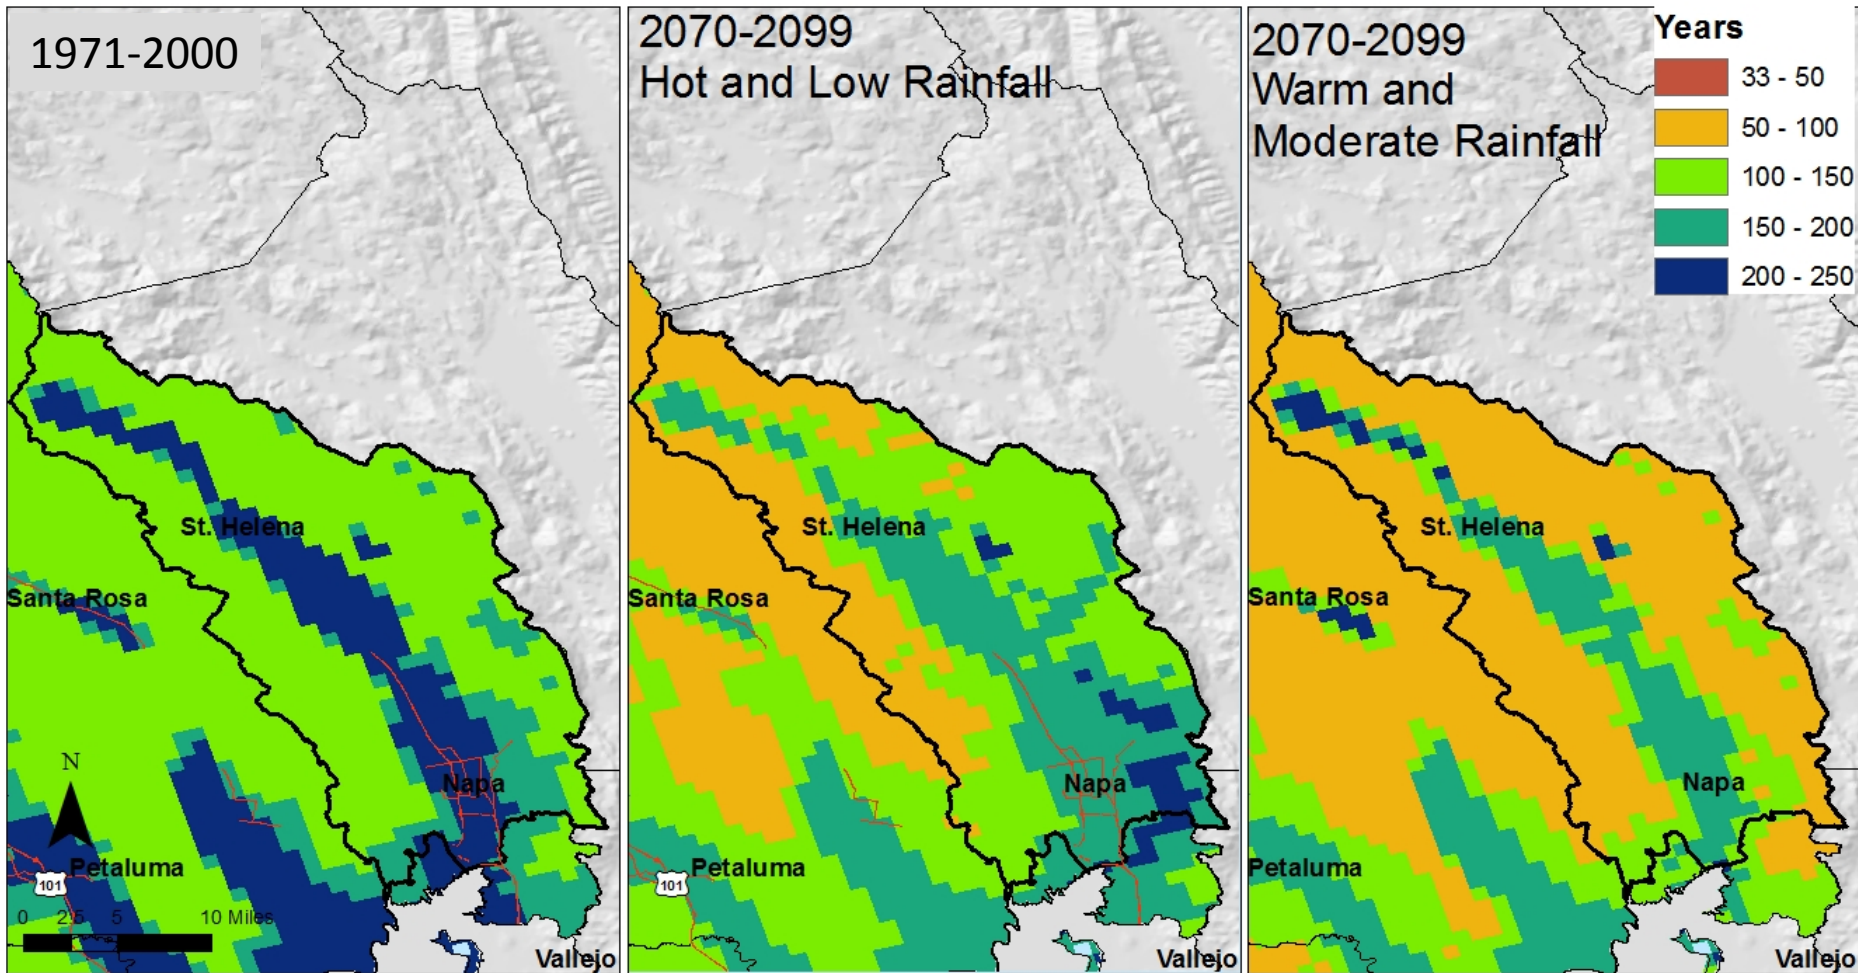 1971-2000
St. Helena
Santa Rosa
Napa
N
Petaluma
101
0 2.5 5 10 Miles
Vallejo
2070-2099
Hot and Low Rainfall
St. Helena
Santa Rosa
Napa
Petaluma
101
Vallejo
2070-2099
Warm and
Moderate Rainfall
St. Helena
Santa Rosa
Napa
Petaluma
Vallejo
Years
33 - 50
50 - 100
100 - 150
150 - 200
200 - 250